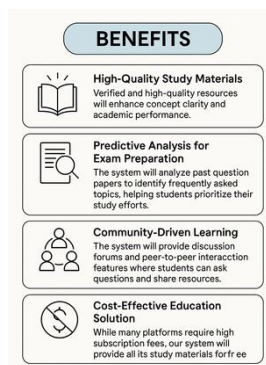 BENEFITS
High-Quality Study Materials
Verified and high-quality resources
will enhance concept clarity and
academic performance.
Predictive Analysis for
Exam Preparation
The system will analyze past question
papers to identify frequently asked
topics, helping students prioritize their
study efforts.
Community-Driven Learning
The system will provide discussion
forums and peer-to-peer interacction
features where students can ask
questions and share resources.
Cost-Effective Education
Solution
While many platforms require high
subscription fees, our system will
provide all its study materials forfr ee